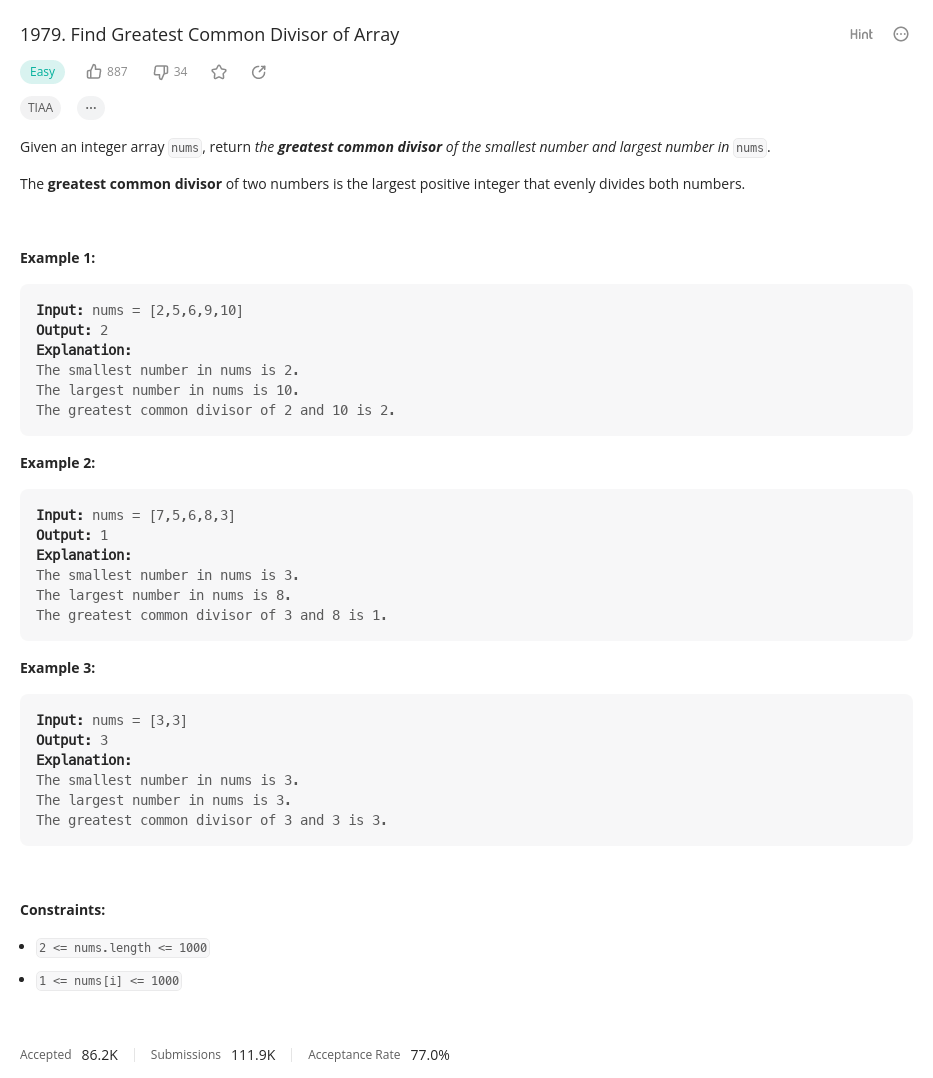 1979. Find Greatest Common Divisor of Array
Hint
Easy 887 34
TIAA ...
Given an integer array nums, return the greatest common divisor of the smallest number and largest number in nums.
The greatest common divisor of two numbers is the largest positive integer that evenly divides both numbers.
Example 1:
Input: nums = [2,5,6,9,10]
Output: 2
Explanation:
The smallest number in nums is 2.
The largest number in nums is 10.
The greatest common divisor of 2 and 10 is 2.
Example 2:
Input: nums = [7,5,6,8,3]
Output: 1
Explanation:
The smallest number in nums is 3.
The largest number in nums is 8.
The greatest common divisor of 3 and 8 is 1.
Example 3:
Input: nums = [3,3]
Output: 3
Explanation:
The smallest number in nums is 3.
The largest number in nums is 3.
The greatest common divisor of 3 and 3 is 3.
Constraints:
• 2 <= nums.length <= 1000
• 1 <= nums[i] <= 1000
Accepted 86.2K Submissions 111.9K Acceptance Rate 77.0%